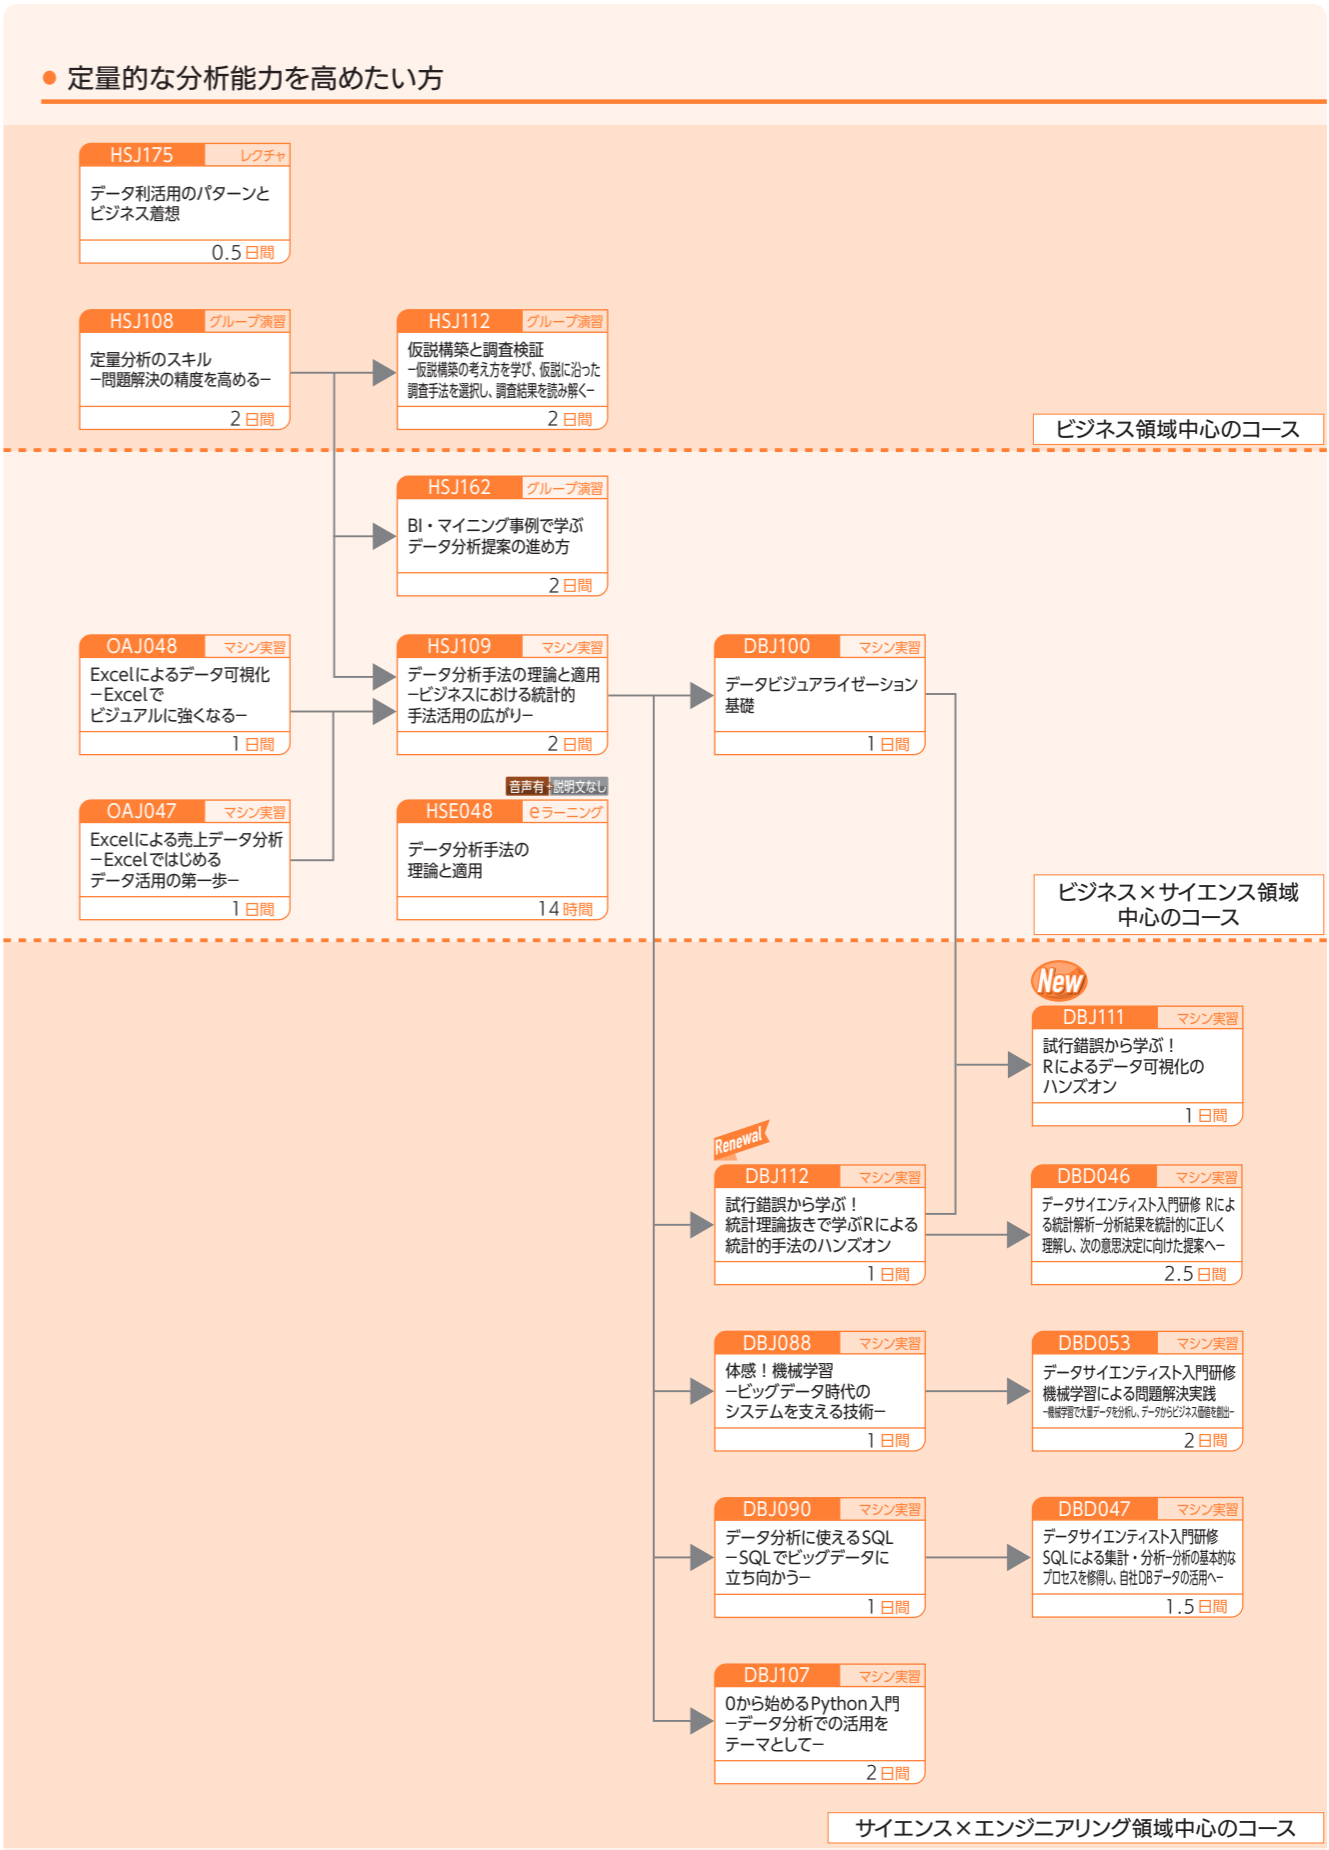 ● 定量的な分析能力を高めたい方
HSJ175 レクチャ
データ利活用のパターンと
ビジネス着想
0.5日間
HSJ108 グループ演習
定量分析のスキル
−問題解決の精度を高める−
2日間
HSJ112 グループ演習
仮説構築と調査検証
−仮説構築の考え方を学び、仮説に沿った
調査手法を選択し、調査結果を読み解く−
2日間
ビジネス領域中心のコース
HSJ162 グループ演習
BI・マイニング事例で学ぶ
データ分析提案の進め方
2日間
OAJ048 マシン実習
Excelによるデータ可視化
−Excelで
ビジュアルに強くなる−
1日間
HSJ109 マシン実習
データ分析手法の理論と適用
−ビジネスにおける統計的
手法活用の広がり−
2日間
DBJ100 マシン実習
データビジュアライゼーション
基礎
1日間
OAJ047 マシン実習
Excelによる売上データ分析
−Excelではじめる
データ活用の第一歩−
1日間
音声有+説明文なし
HSE048 eラーニング
データ分析手法の
理論と適用
14時間
ビジネス×サイエンス領域
中心のコース
New
DBJ111 マシン実習
試行錯誤から学ぶ！
Rによるデータ可視化の
ハンズオン
1日間
Renewal
DBJ112 マシン実習
試行錯誤から学ぶ！
統計理論抜きで学ぶRによる
統計的手法のハンズオン
1日間
DBD046 マシン実習
データサイエンティスト入門研修 Rによ
る統計解析−分析結果を統計的に正しく
理解し、次の意思決定に向けた提案へ−
2.5日間
DBJ088 マシン実習
体感！機械学習
−ビッグデータ時代の
システムを支える技術−
1日間
DBD053 マシン実習
データサイエンティスト入門研修
機械学習による問題解決実践
−機械学習で大量データを分析し、データからビジネス価値を創出−
2日間
DBJ090 マシン実習
データ分析に使えるSQL
−SQLでビッグデータに
立ち向かう−
1日間
DBD047 マシン実習
データサイエンティスト入門研修
SQLによる集計・分析−分析の基本的な
プロセスを修得し、自社DBデータの活用へ−
1.5日間
DBJ107 マシン実習
0から始めるPython入門
−データ分析での活用を
テーマとして−
2日間
サイエンス×エンジニアリング領域中心のコース